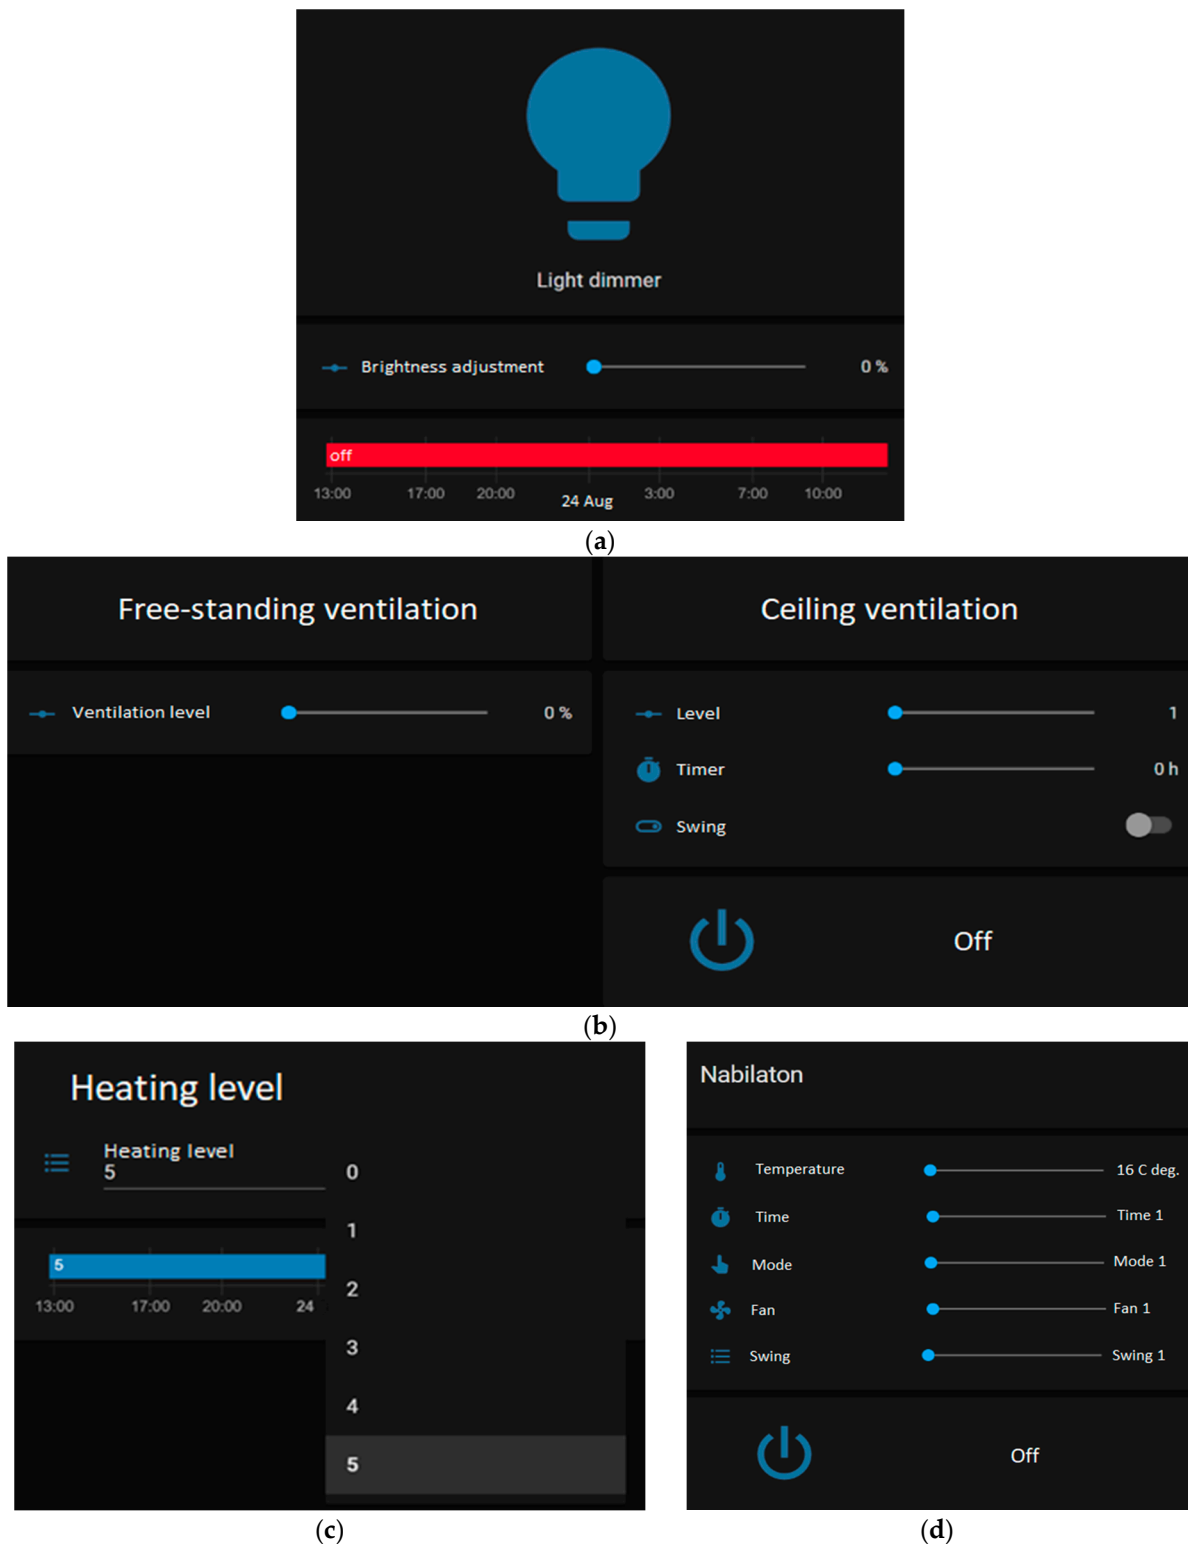 Light dimmer
Brightness adjustment 0 %
off
13:00 17:00 20:00 24 Aug 3:00 7:00 10:00
(a)
Free-standing ventilation
Ventilation level 0 %
Ceiling ventilation
Level 1
Timer 0 h
Swing
Off
(b)
Heating level
Heating level
5
5
13:00 17:00 20:00 24
0
1
2
3
4
5
(c)
Nabilaton
Temperature 16 C deg.
Time Time 1
Mode Mode 1
Fan Fan 1
Swing Swing 1
Off
(d)